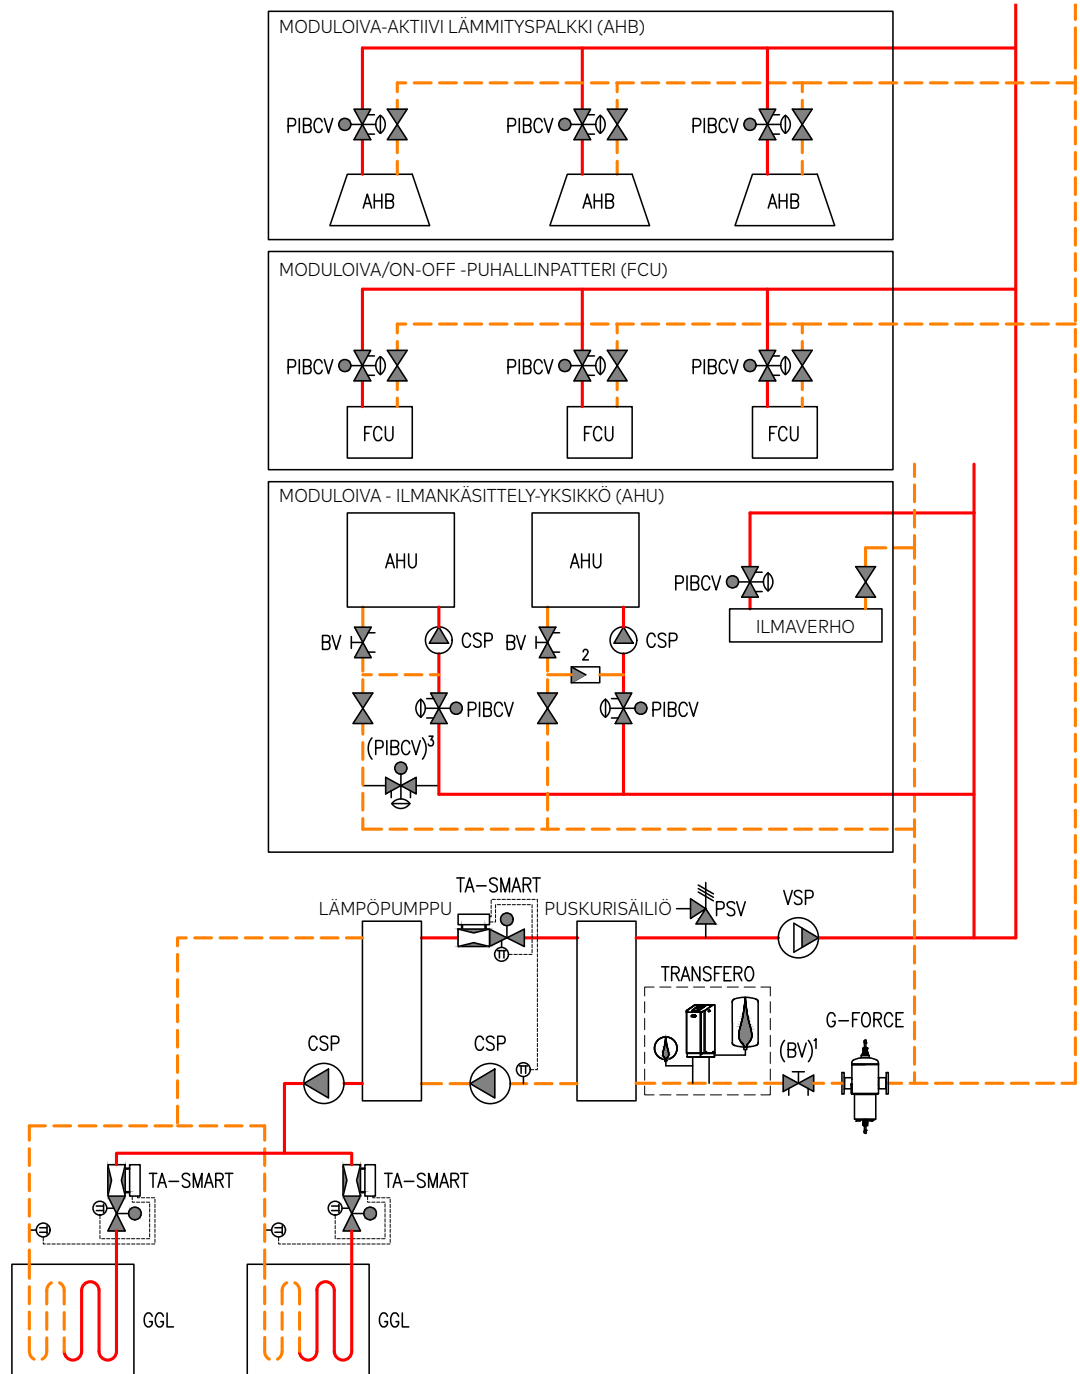 MODULOIVA-AKTIIVI LÄMMITYSPALKKI (AHB)
PIBCV PIBCV PIBCV
AHB AHB AHB
MODULOIVA/ON-OFF -PUHALLINPATTERI (FCU)
PIBCV PIBCV PIBCV
FCU FCU FCU
MODULOIVA - ILMANKÄSITTELY-YKSIKKÖ (AHU)
AHU AHU
PIBCV
ILMAVERHO
BV CSP BV CSP
2
PIBCV PIBCV
(PIBCV)³
TA-SMART
LÄMPÖPUMPPU PUSKURISÄILIÖ PSV VSP
TRANSFERO
G-FORCE
CSP CSP (BV)¹
TA-SMART TA-SMART
GGL GGL